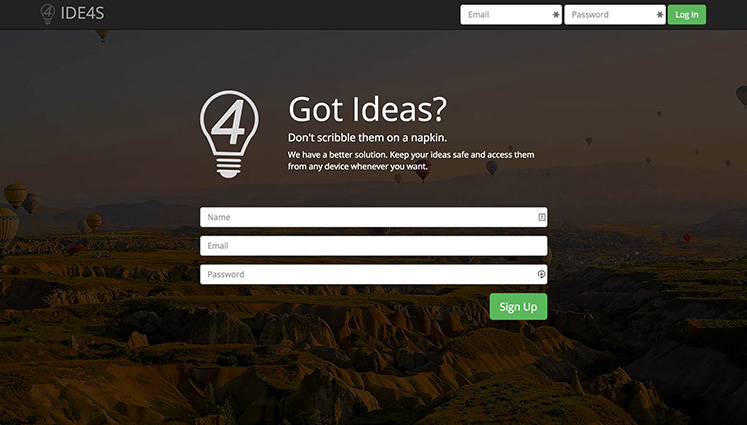 4 IDE4S
Email
Password
Log In
4
Got Ideas?
Don't scribble them on a napkin.
We have a better solution. Keep your ideas safe and access them
from any device whenever you want.
Name
Email
Password
Sign Up